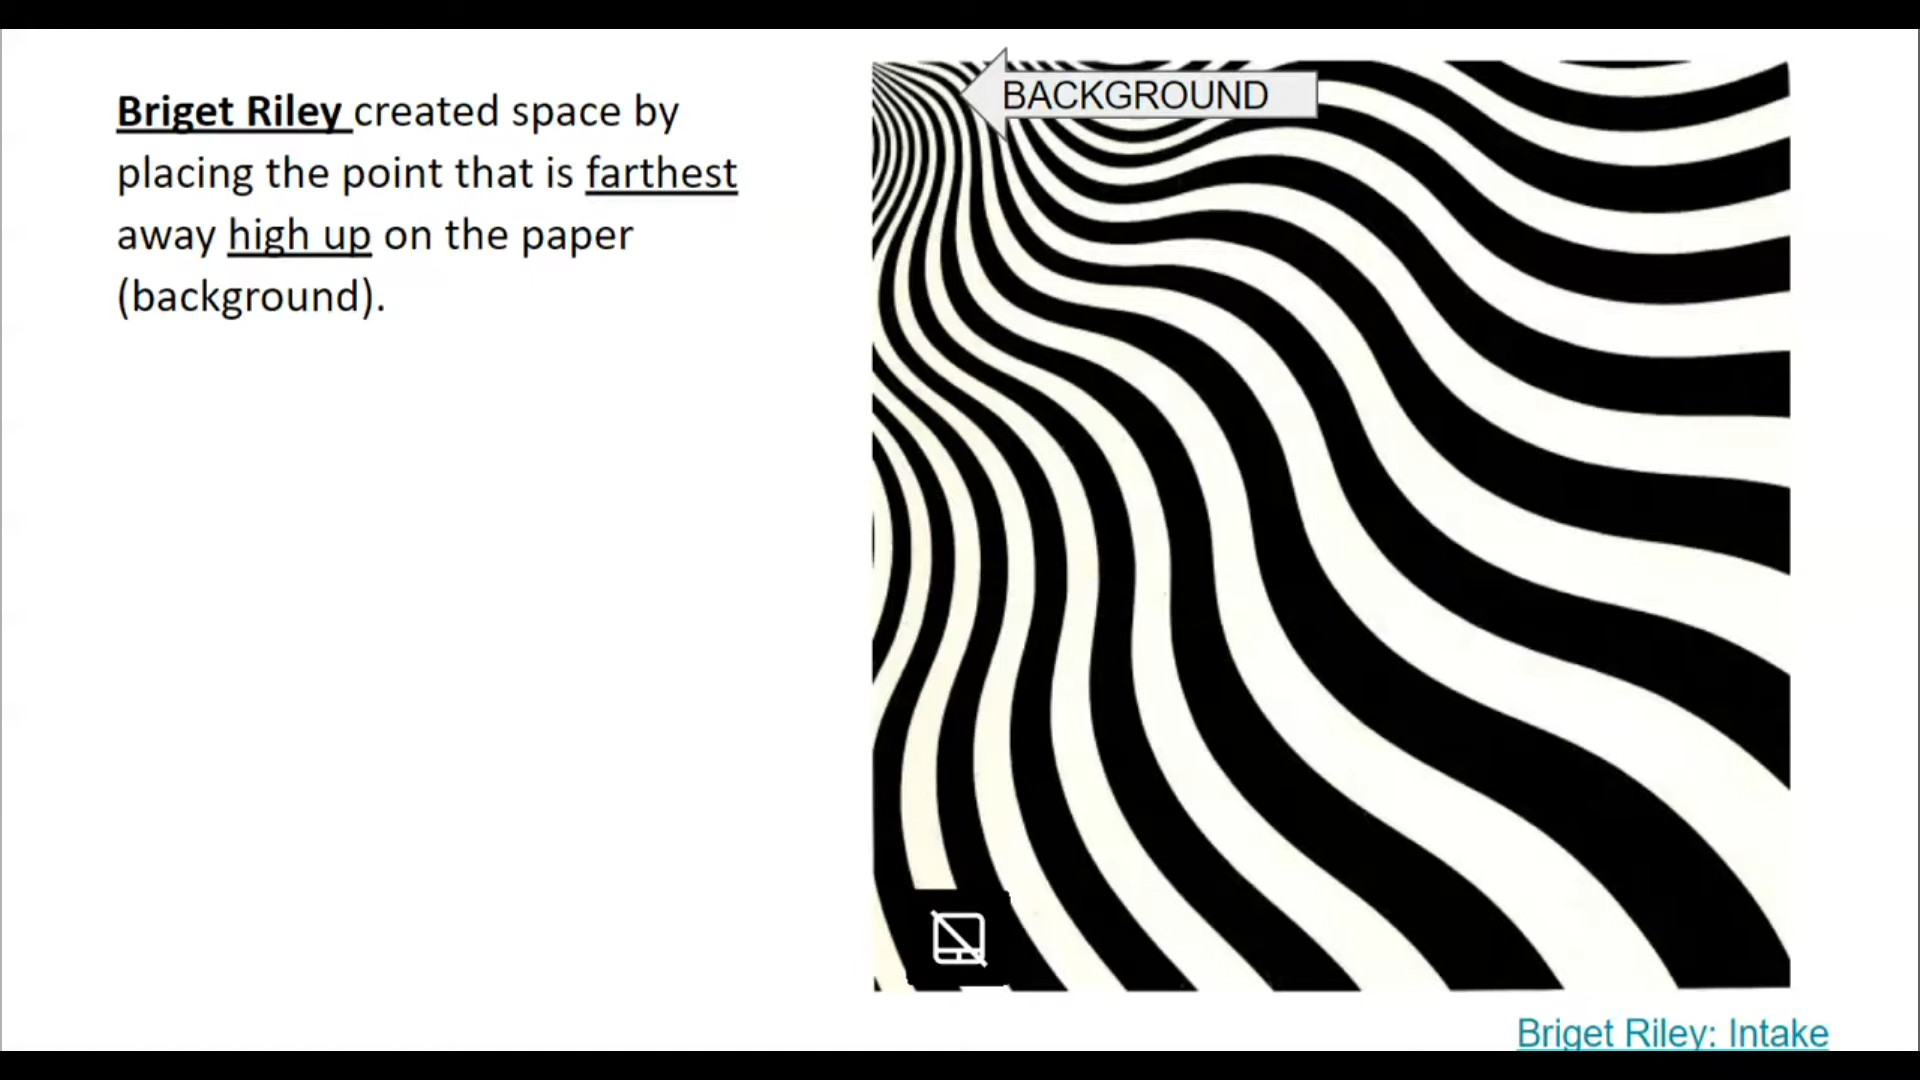 Briget Riley created space by
placing the point that is farthest
away high up on the paper
(background).
BACKGROUND
Briget Riley: Intake